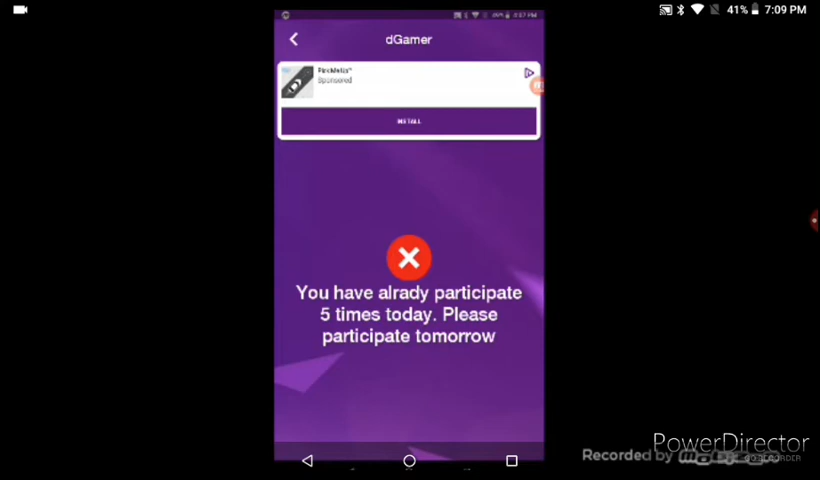 41% 7:09 PM
dGamer
Sponsored
INSTALL
You have alrady participate
5 times today. Please
participate tomorrow
PowerDirector
Recorded by